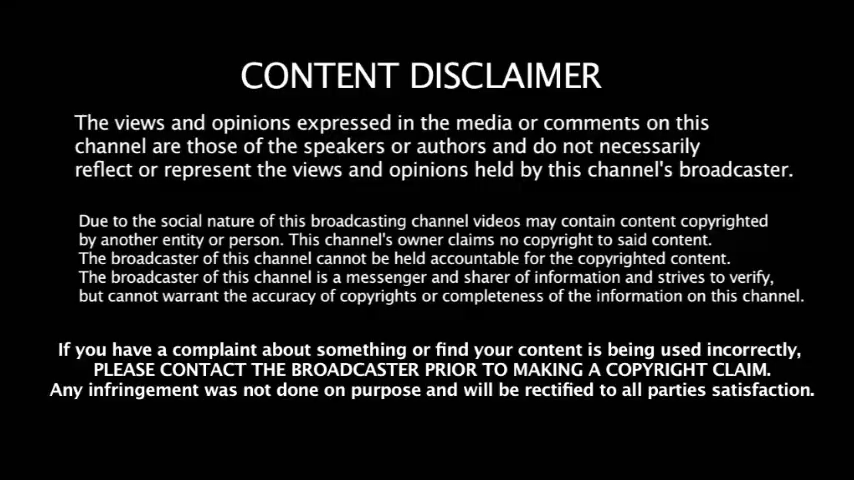 CONTENT DISCLAIMER
The views and opinions expressed in the media or comments on this
channel are those of the speakers or authors and do not necessarily
reflect or represent the views and opinions held by this channel's broadcaster.
Due to the social nature of this broadcasting channel videos may contain content copyrighted
by another entity or person. This channel's owner claims no copyright to said content.
The broadcaster of this channel cannot be held accountable for the copyrighted content.
The broadcaster of this channel is a messenger and sharer of information and strives to verify,
but cannot warrant the accuracy of copyrights or completeness of the information on this channel.
If you have a complaint about something or find your content is being used incorrectly,
PLEASE CONTACT THE BROADCASTER PRIOR TO MAKING A COPYRIGHT CLAIM.
Any infringement was not done on purpose and will be rectified to all parties satisfaction.